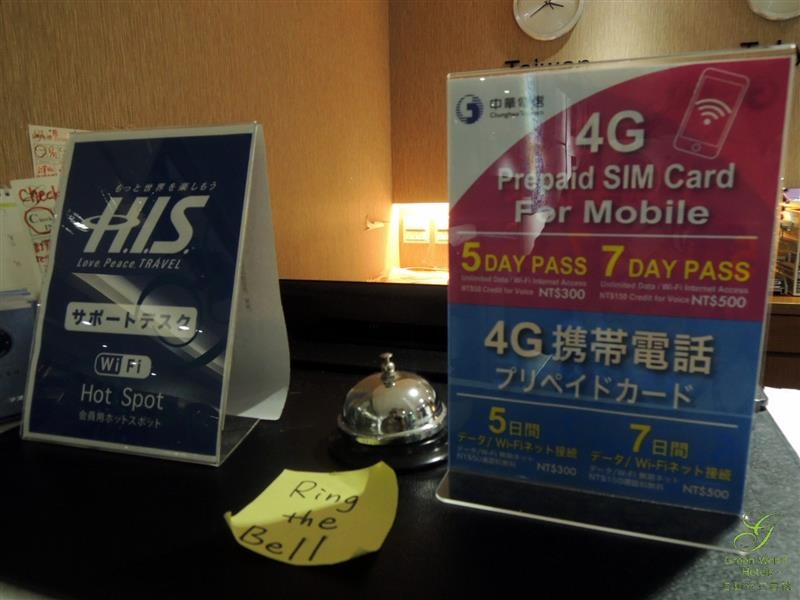 Taiwan
Check
もっと世界を楽しもう
H.I.S.
Love. Peace. TRAVEL
サポートデスク
WiFi
Hot Spot
会員用ホットスポット
Ring
the
Bell
中華電信
Chunghwa Telecom
4G
Prepaid SIM Card
For Mobile
5 DAY PASS 7 DAY PASS
Unlimited Data / Wi-Fi Internet Access Unlimited Data / Wi-Fi Internet Access
NT$50 Credit for Voice NT$300 NT$150 Credit for Voice NT$500
4G 携帯電話
プリペイドカード
5日間 7日間
データ/ Wi-Fiネット接続 データ/ Wi-Fiネット接続
NT$300 NT$500
Green World
Hotels